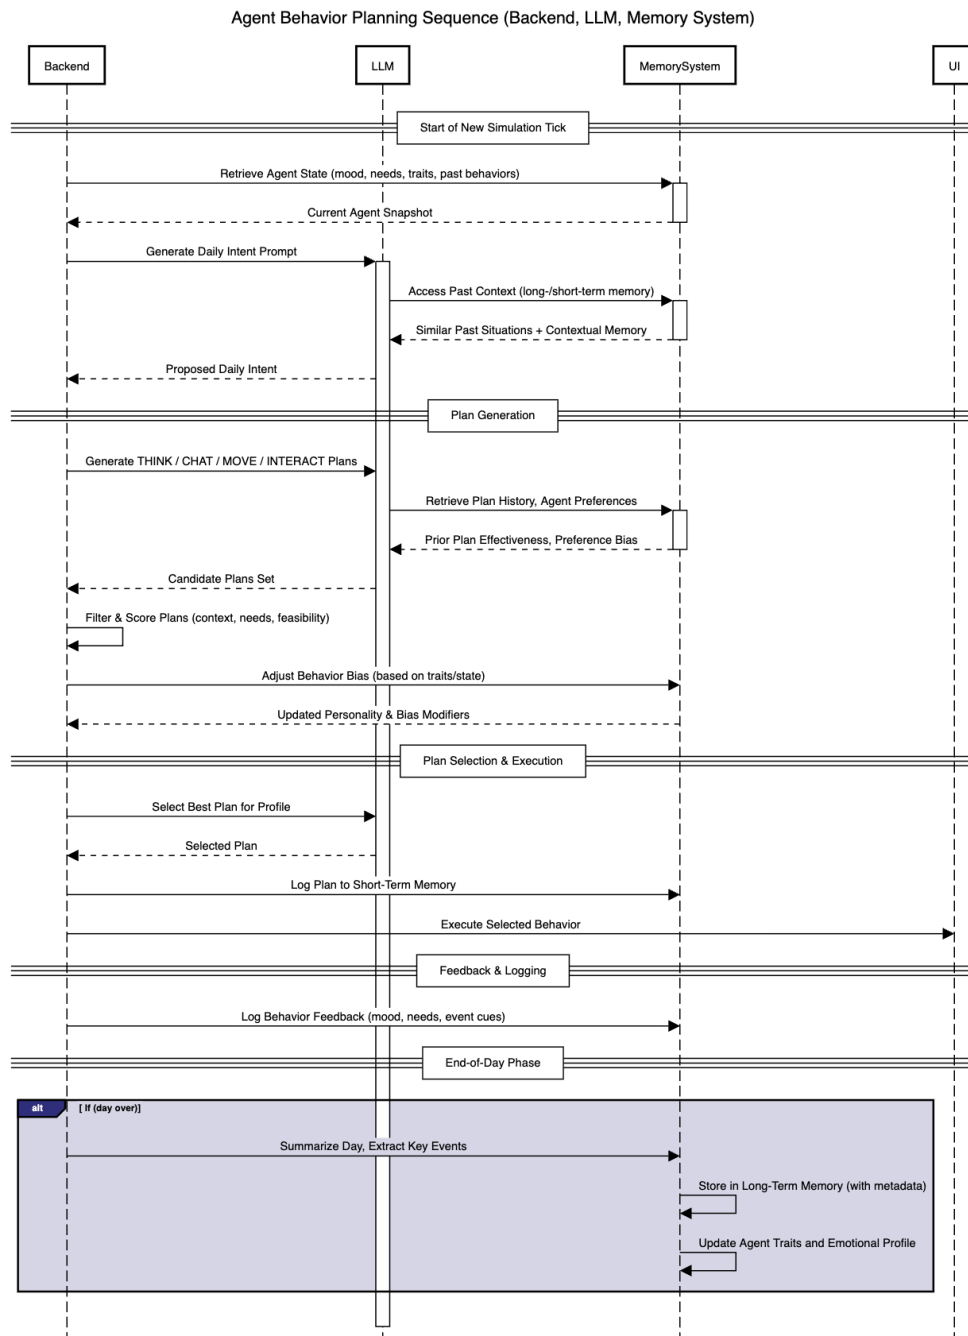 Agent Behavior Planning Sequence (Backend, LLM, Memory System)
Backend
LLM
MemorySystem
UI
Start of New Simulation Tick
Retrieve Agent State (mood, needs, traits, past behaviors)
Current Agent Snapshot
Generate Daily Intent Prompt
Access Past Context (long-/short-term memory)
Similar Past Situations + Contextual Memory
Proposed Daily Intent
Plan Generation
Generate THINK / CHAT / MOVE / INTERACT Plans
Retrieve Plan History, Agent Preferences
Prior Plan Effectiveness, Preference Bias
Candidate Plans Set
Filter & Score Plans (context, needs, feasibility)
Adjust Behavior Bias (based on traits/state)
Updated Personality & Bias Modifiers
Plan Selection & Execution
Select Best Plan for Profile
Selected Plan
Log Plan to Short-Term Memory
Execute Selected Behavior
Feedback & Logging
Log Behavior Feedback (mood, needs, event cues)
End-of-Day Phase
alt [ If (day over)]
Summarize Day, Extract Key Events
Store in Long-Term Memory (with metadata)
Update Agent Traits and Emotional Profile